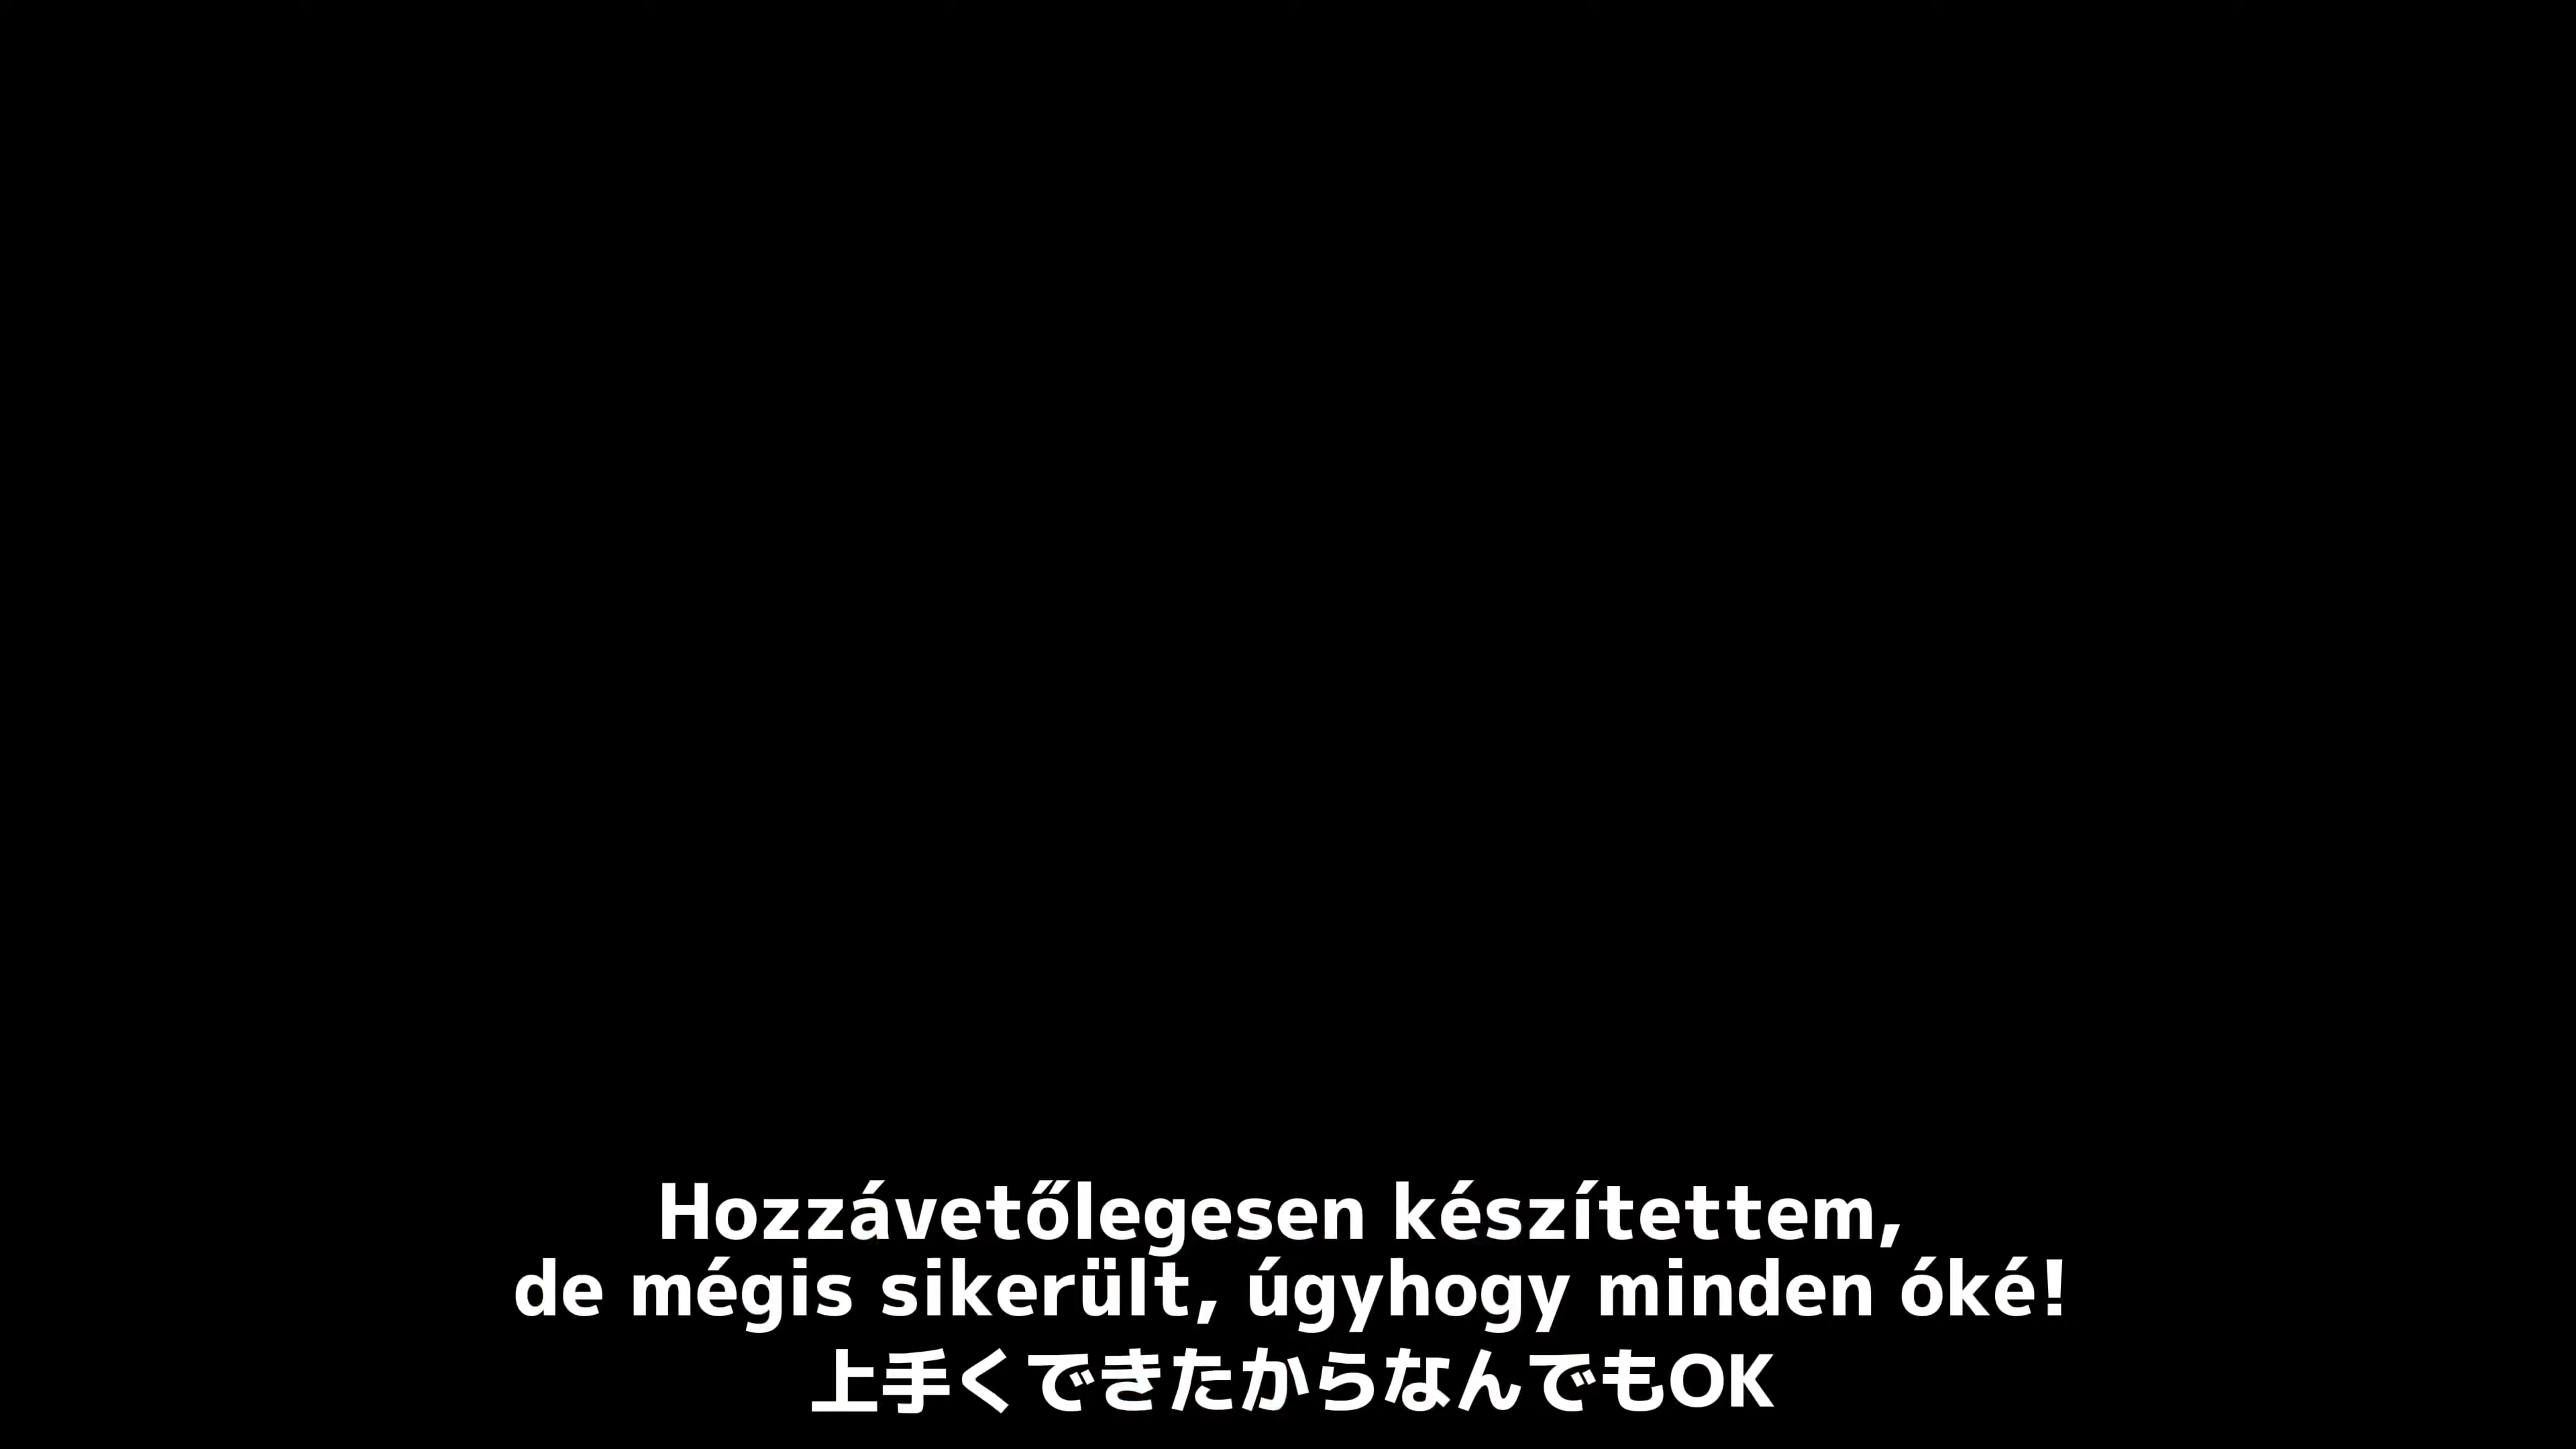 Hozzávetőlegesen készítettem,
de mégis sikerült, úgyhogy minden óké!
上手くできたからなんでもOK